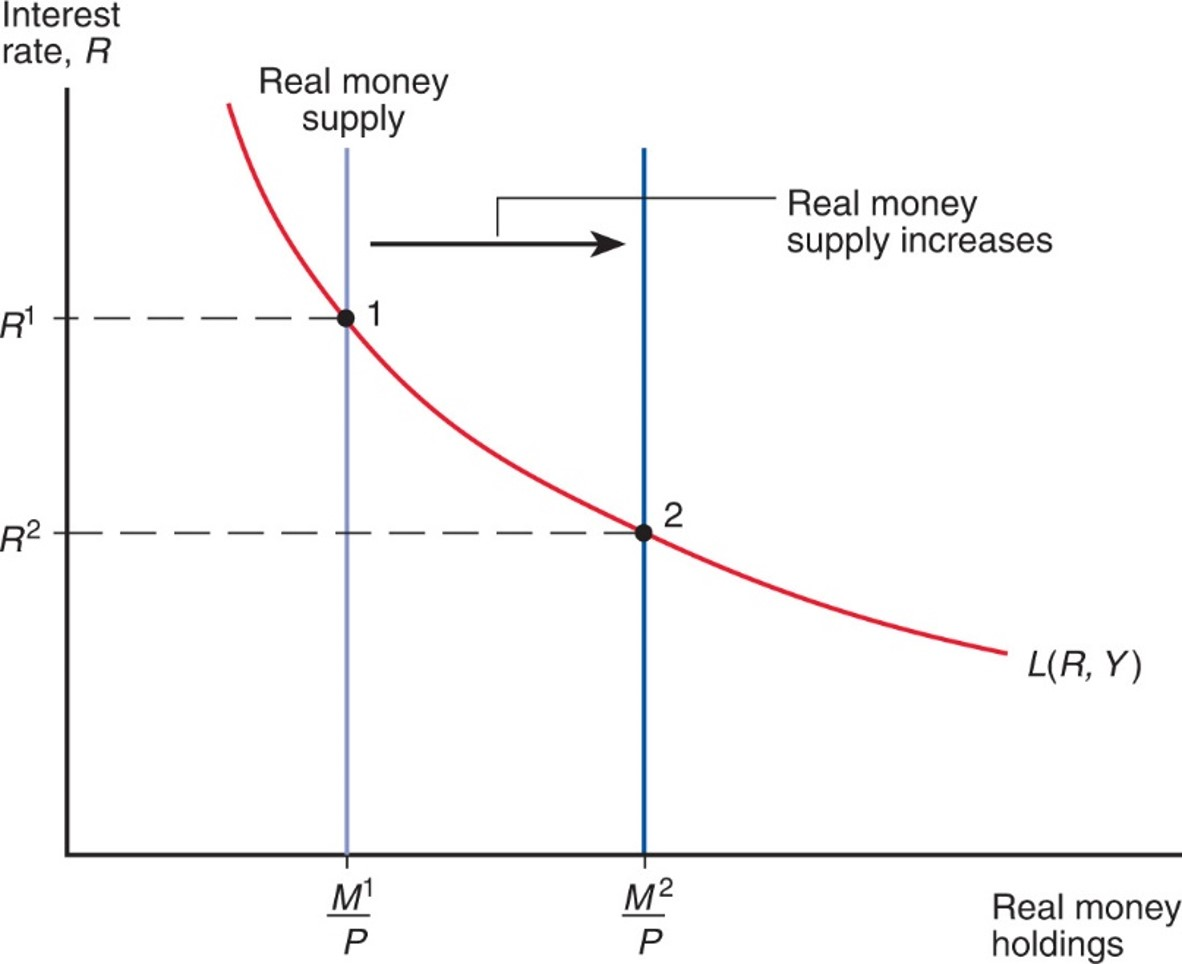 Interest
rate, R
Real money
supply
Real money
supply increases
R¹
1
R²
2
L(R, Y)
M¹
P
M²
P
Real money
holdings